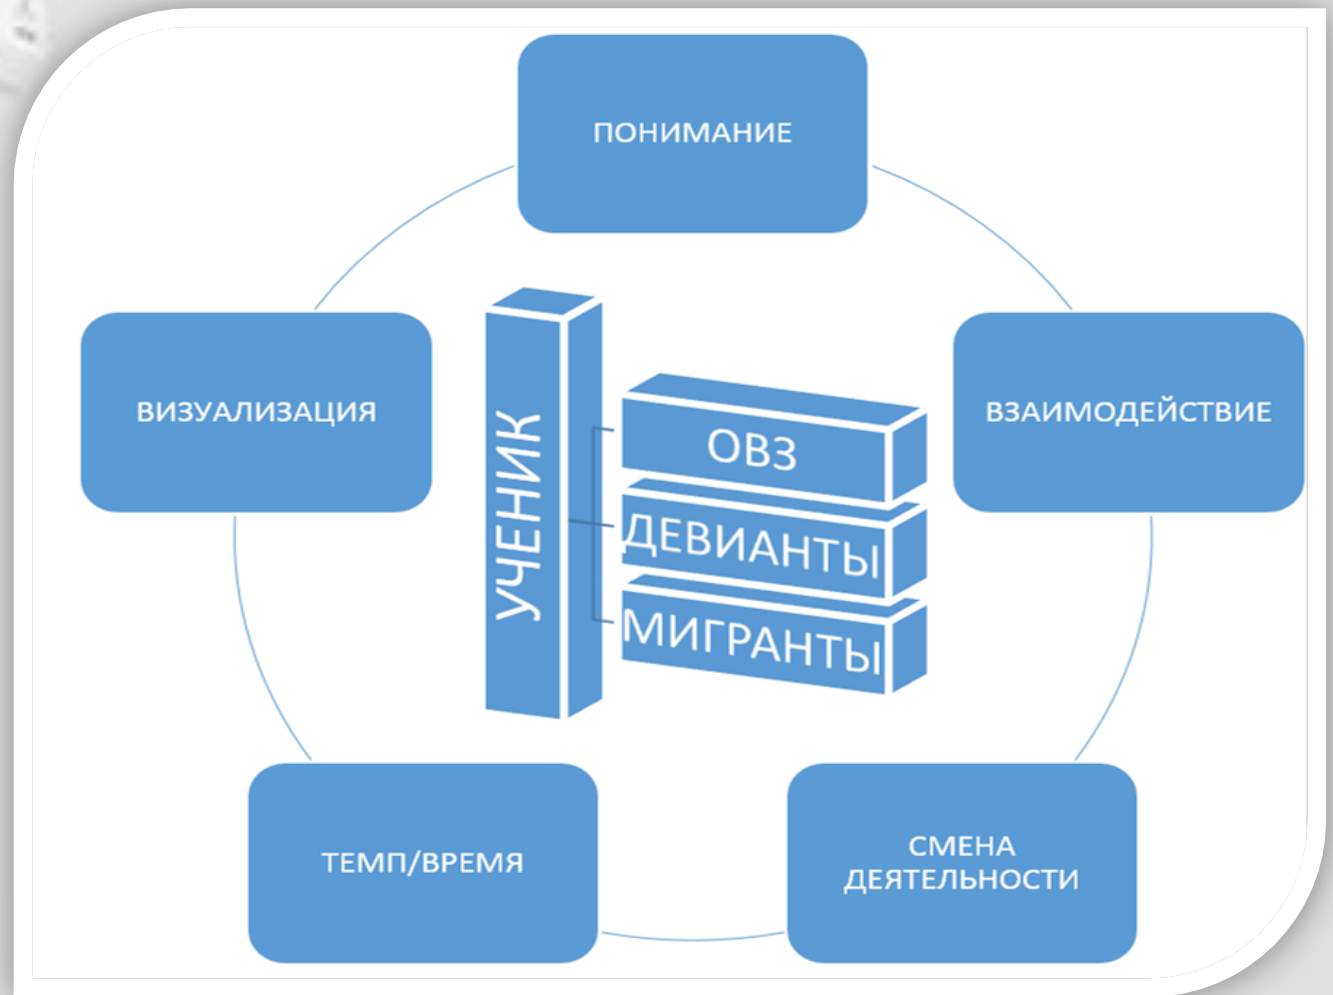 ПОНИМАНИЕ
ВИЗУАЛИЗАЦИЯ
ВЗАИМОДЕЙСТВИЕ
УЧЕНИК
ОВЗ
ДЕВИАНТЫ
МИГРАНТЫ
ТЕМП/ВРЕМЯ
СМЕНА
ДЕЯТЕЛЬНОСТИ